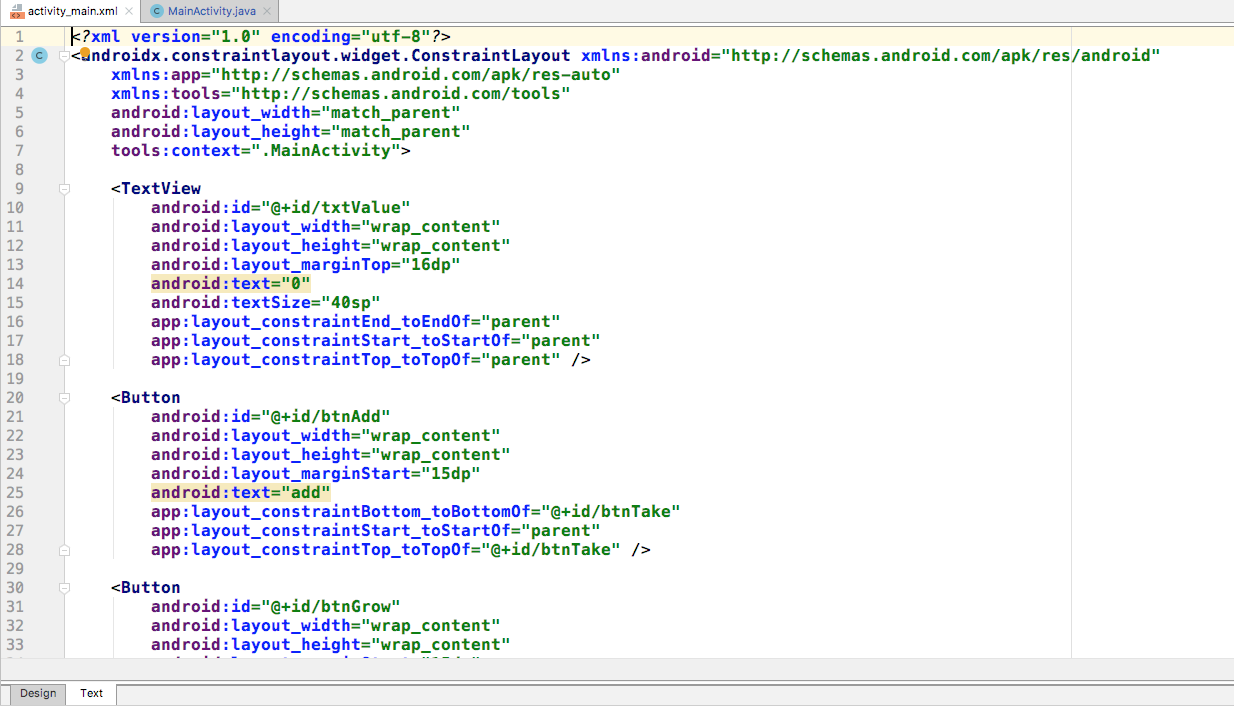 activity_main.xml MainActivity.java
1 <?xml version="1.0" encoding="utf-8"?>
2 C <androidx.constraintlayout.widget.ConstraintLayout xmlns:android="http://schemas.android.com/apk/res/android"
3 xmlns:app="http://schemas.android.com/apk/res-auto"
4 xmlns:tools="http://schemas.android.com/tools"
5 android:layout_width="match_parent"
6 android:layout_height="match_parent"
7 tools:context=".MainActivity">
8
9 <TextView
10 android:id="@+id/txtValue"
11 android:layout_width="wrap_content"
12 android:layout_height="wrap_content"
13 android:layout_marginTop="16dp"
14 android:text="0"
15 android:textSize="40sp"
16 app:layout_constraintEnd_toEndOf="parent"
17 app:layout_constraintStart_toStartOf="parent"
18 app:layout_constraintTop_toTopOf="parent" />
19
20 <Button
21 android:id="@+id/btnAdd"
22 android:layout_width="wrap_content"
23 android:layout_height="wrap_content"
24 android:layout_marginStart="15dp"
25 android:text="add"
26 app:layout_constraintBottom_toBottomOf="@+id/btnTake"
27 app:layout_constraintStart_toStartOf="parent"
28 app:layout_constraintTop_toTopOf="@+id/btnTake" />
29
30 <Button
31 android:id="@+id/btnGrow"
32 android:layout_width="wrap_content"
33 android:layout_height="wrap_content"
Design Text